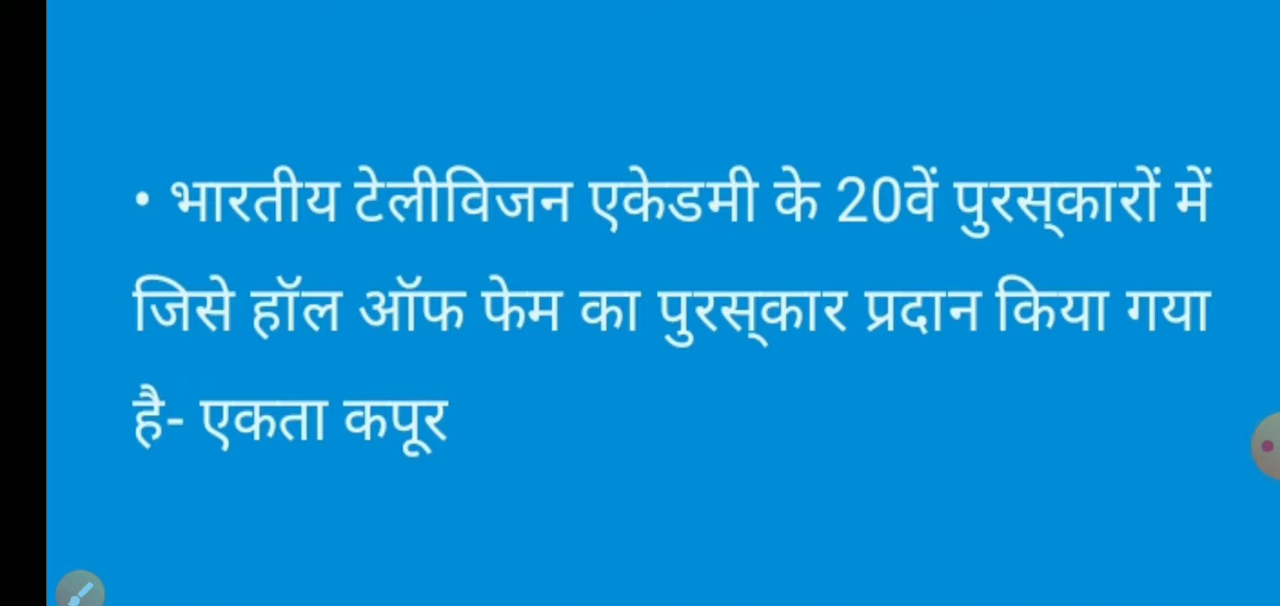 • भारतीय टेलीविजन एकेडमी के 20वें पुरस्कारों में
जिसे हॉल ऑफ फेम का पुरस्कार प्रदान किया गया
है- एकता कपूर